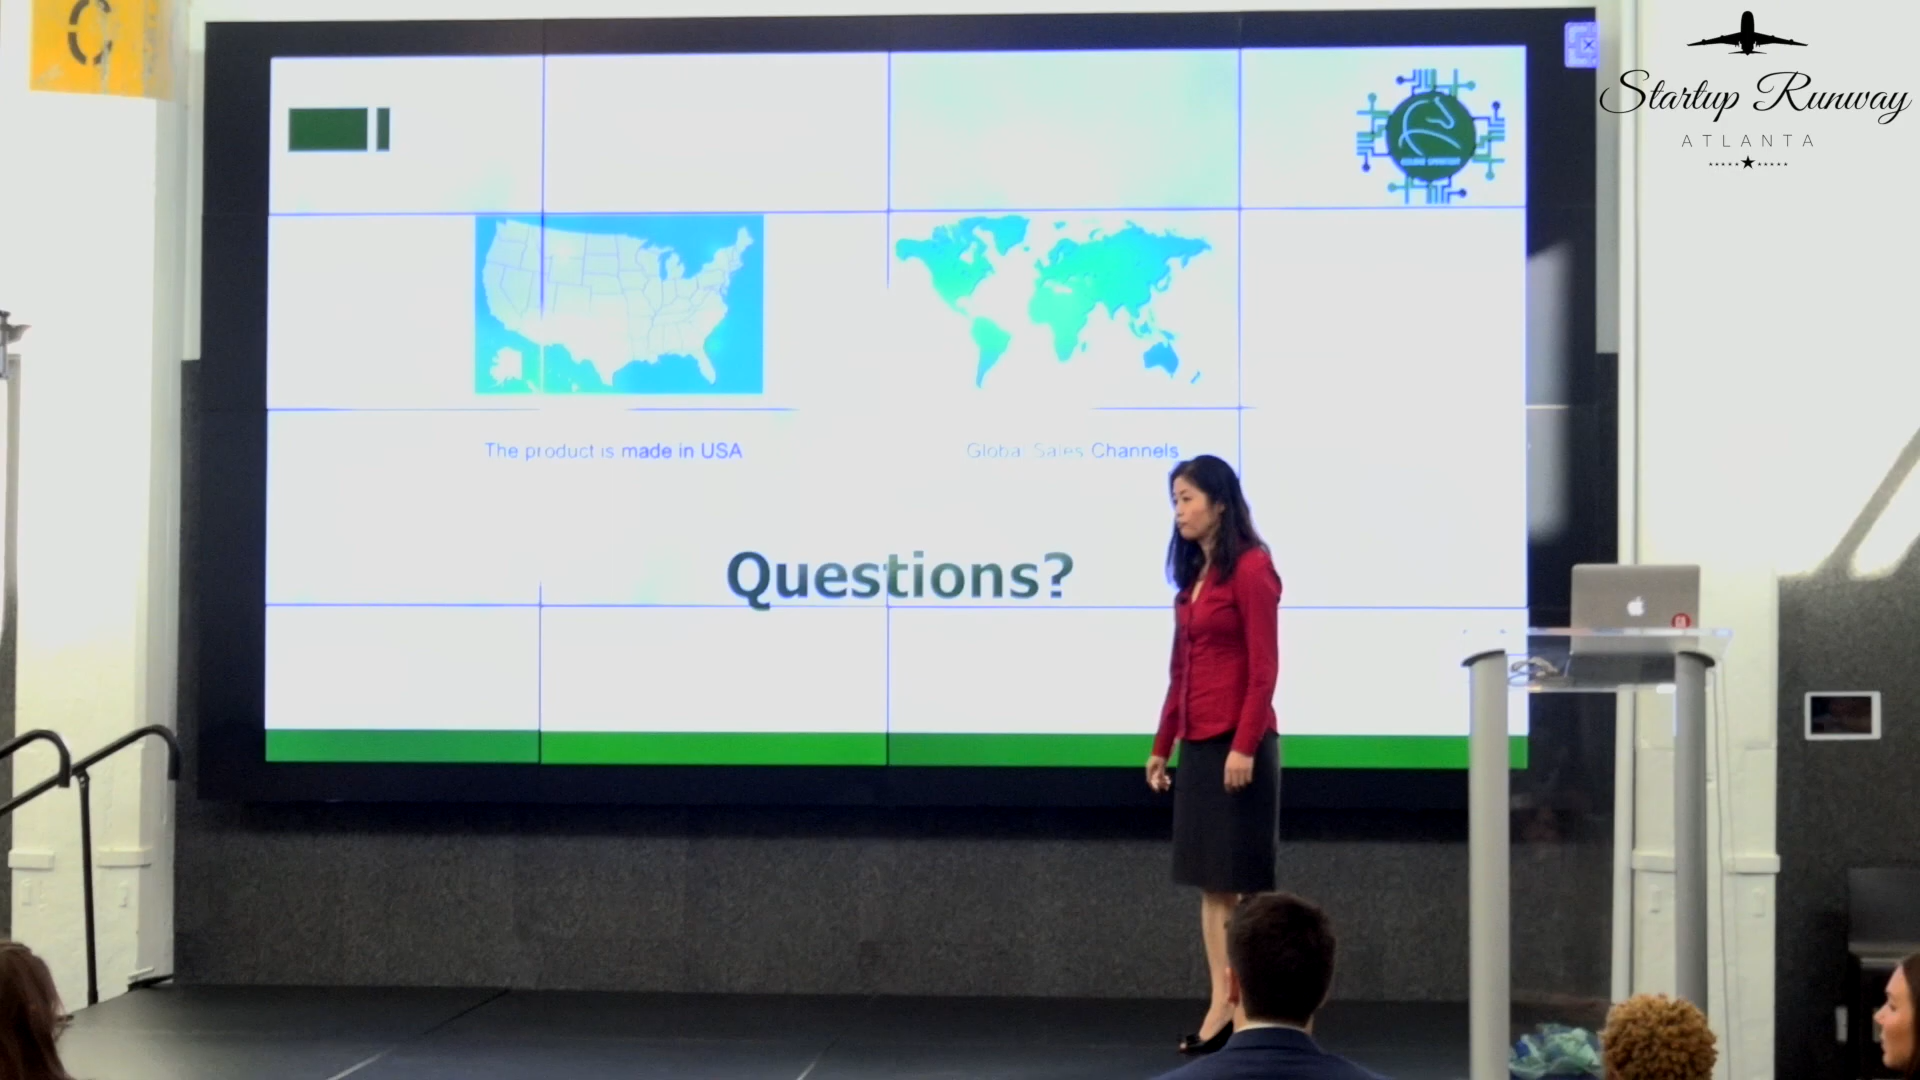 Startup Runway
ATLANTA
The product is made in USA
Global Sales Channels
Questions?